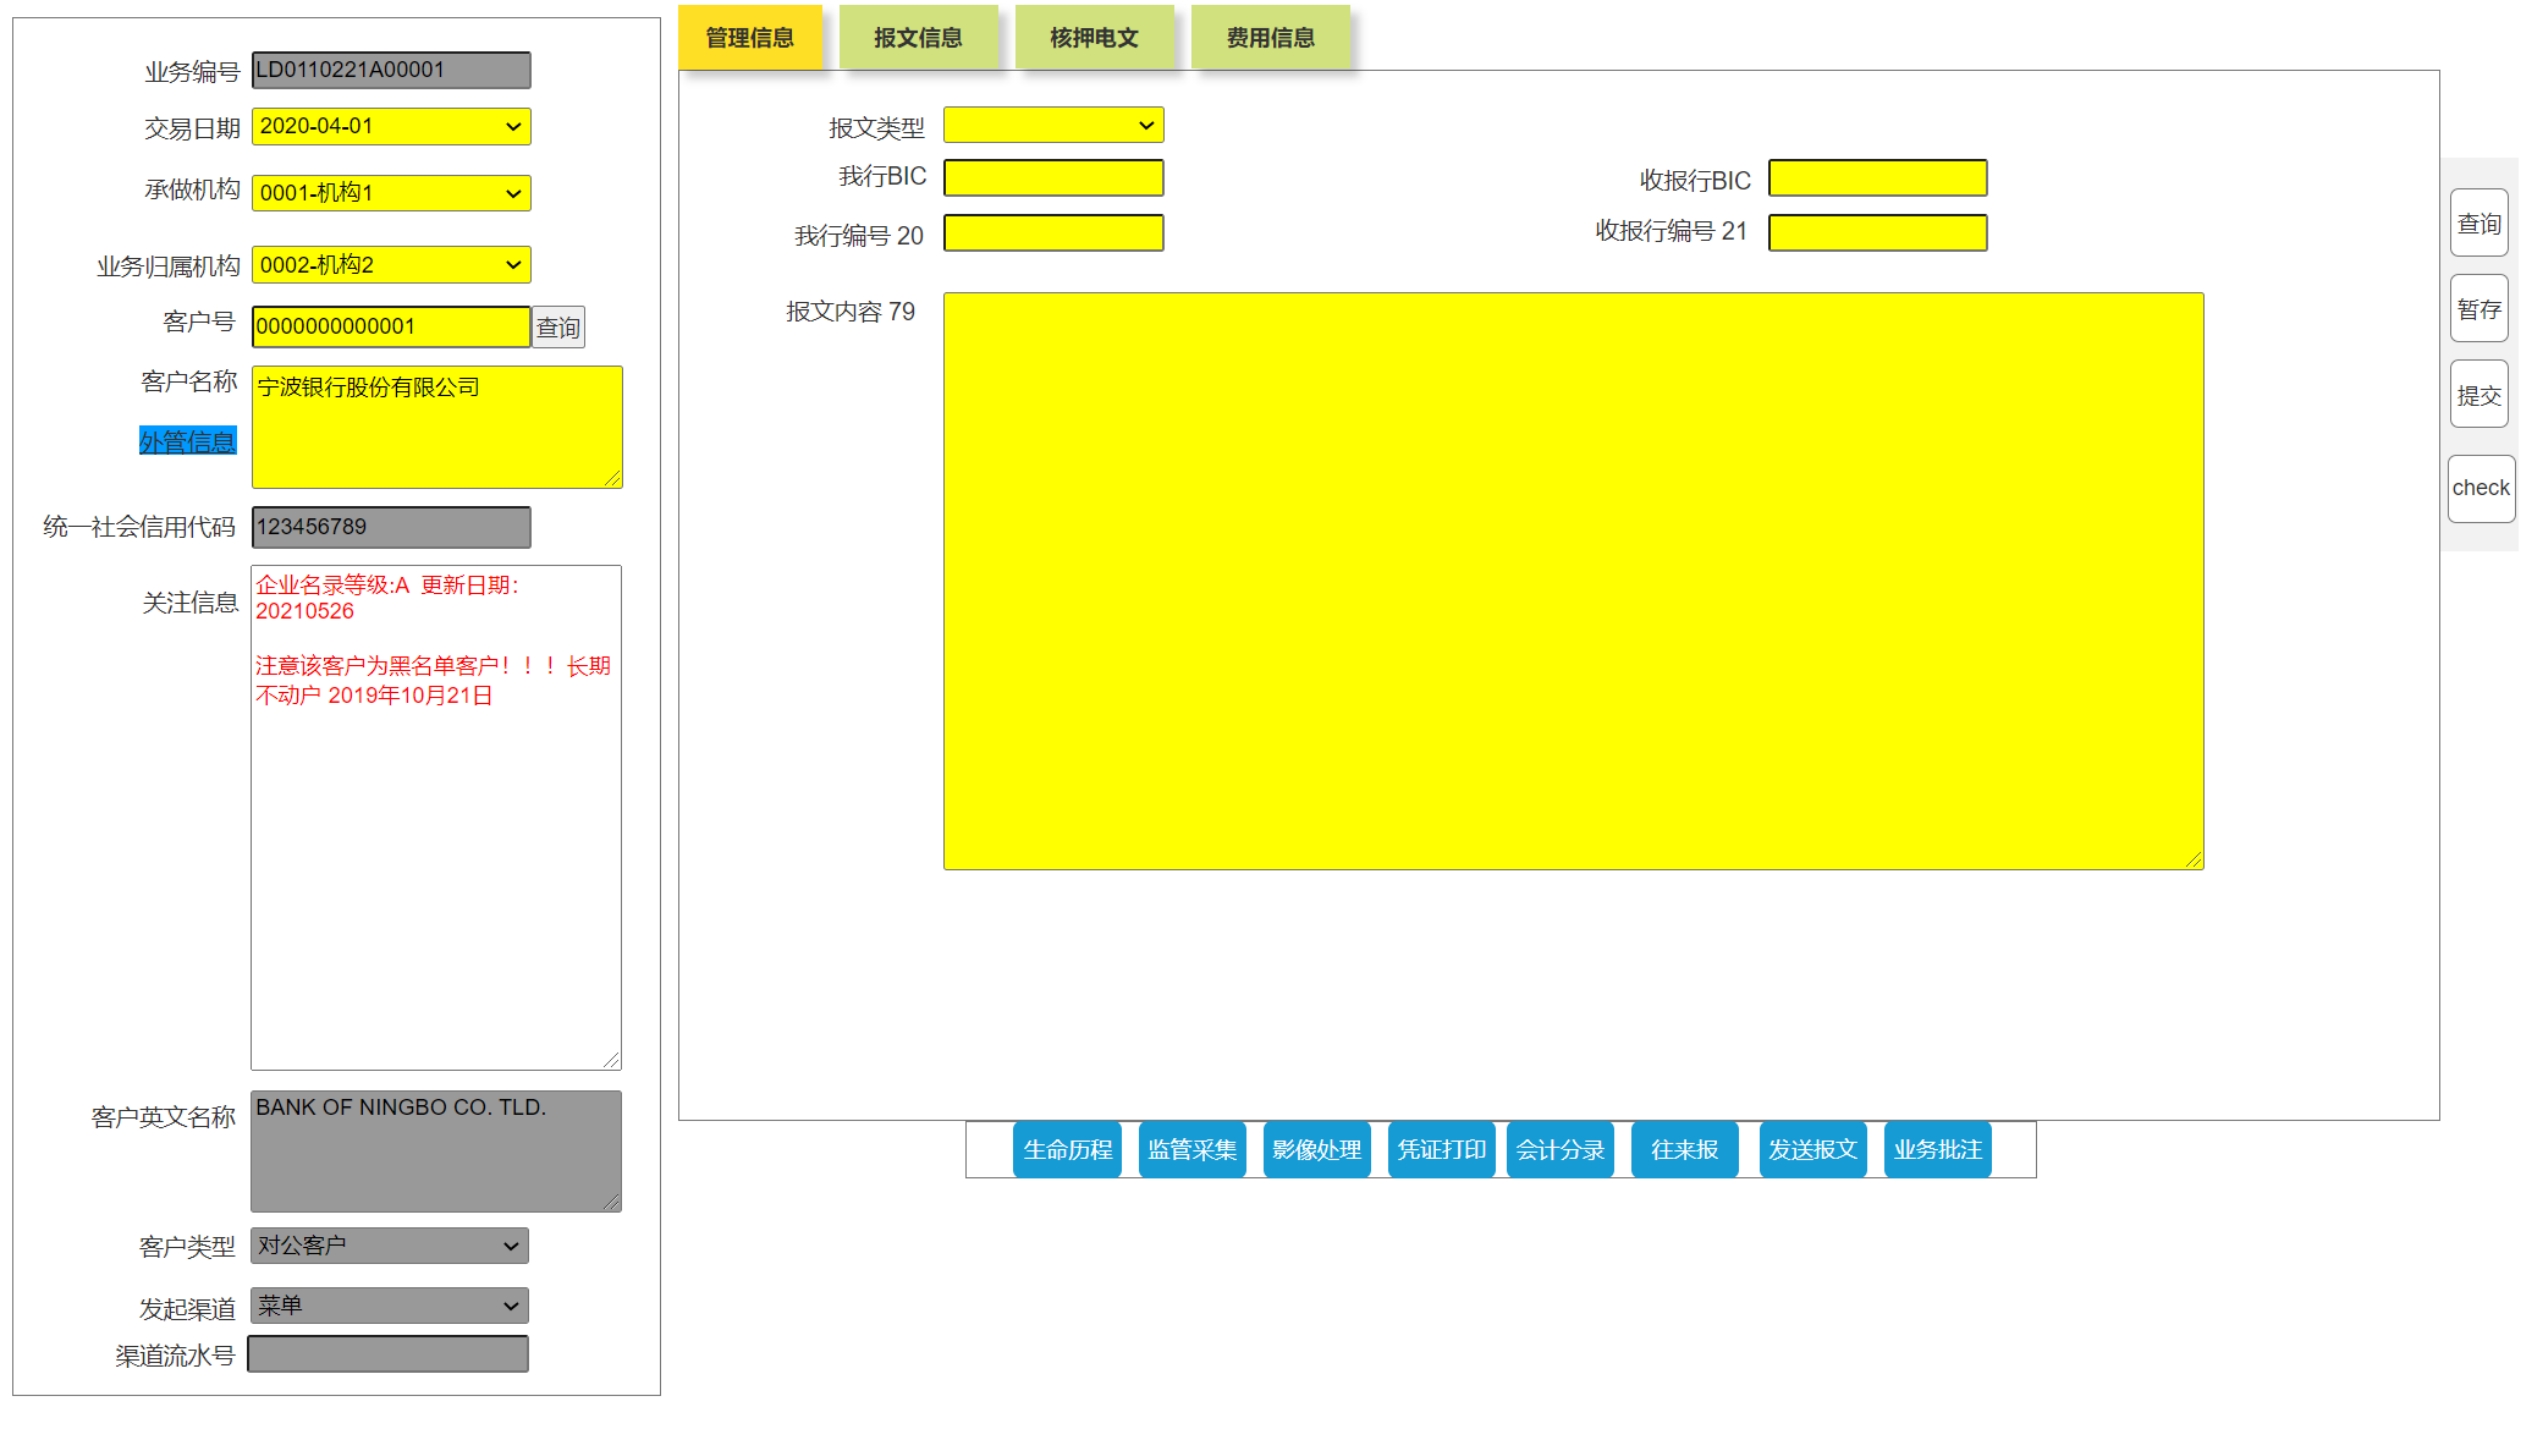 业务编号 LD0110221A00001
交易日期 2020-04-01
承做机构 0001-机构1
业务归属机构 0002-机构2
客户号 0000000000001 查询
客户名称 宁波银行股份有限公司
外管信息
统一社会信用代码 123456789
关注信息 企业名录等级:A 更新日期：
20210526
注意该客户为黑名单客户！！！长期
不动户 2019年10月21日
客户英文名称 BANK OF NINGBO CO. TLD.
客户类型 对公客户
发起渠道 菜单
渠道流水号
管理信息 报文信息 核押电文 费用信息
报文类型
我行BIC 收报行BIC
我行编号 20 收报行编号 21
报文内容 79
查询
暂存
提交
check
生命历程 监管采集 影像处理 凭证打印 会计分录 往来报 发送报文 业务批注